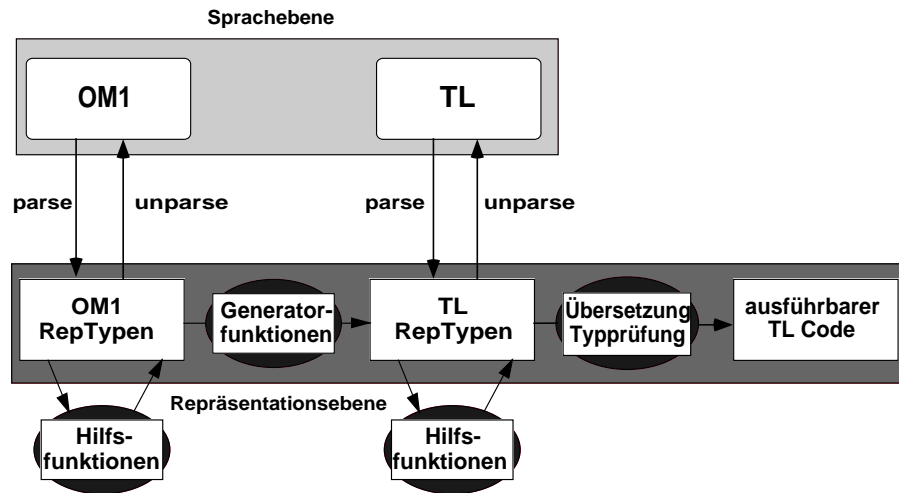 Sprachebene
OM1
TL
parse
unparse
parse
unparse
OM1
RepTypen
Generator-
funktionen
TL
RepTypen
Übersetzung
Typprüfung
ausführbarer
TL Code
Repräsentationsebene
Hilfs-
funktionen
Hilfs-
funktionen